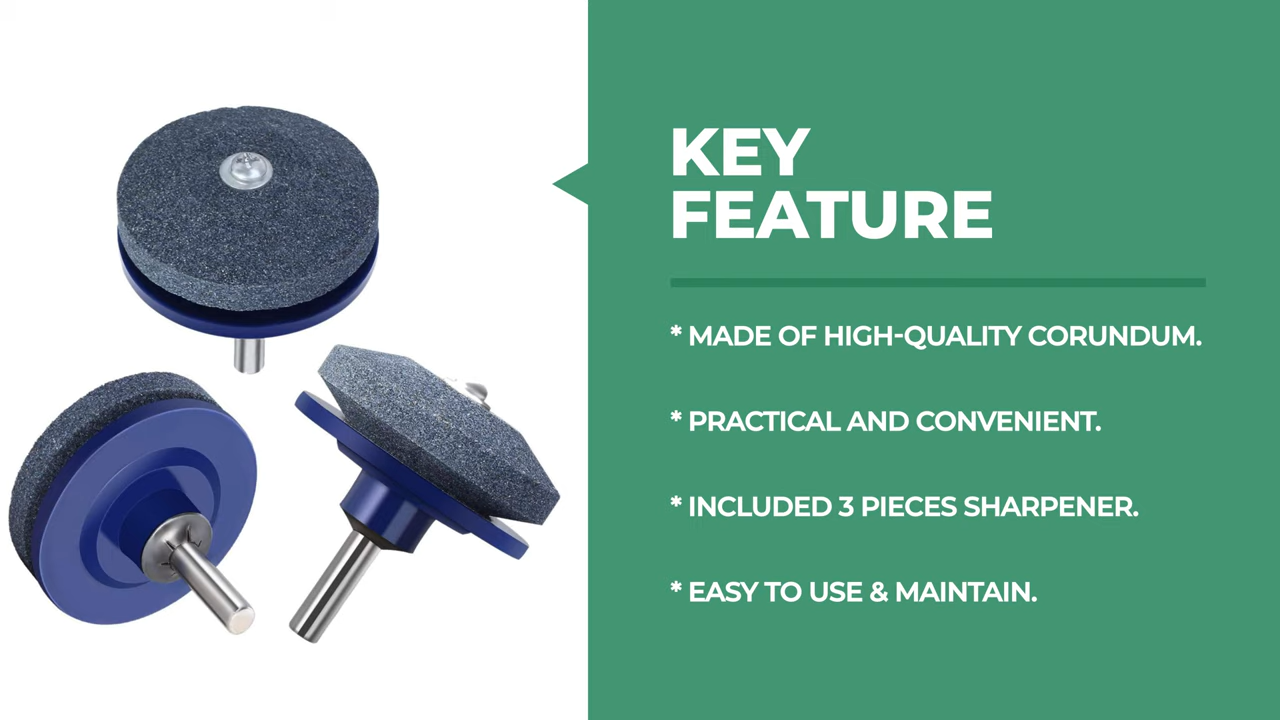 KEY
FEATURE
* MADE OF HIGH-QUALITY CORUNDUM.
* PRACTICAL AND CONVENIENT.
* INCLUDED 3 PIECES SHARPENER.
* EASY TO USE & MAINTAIN.